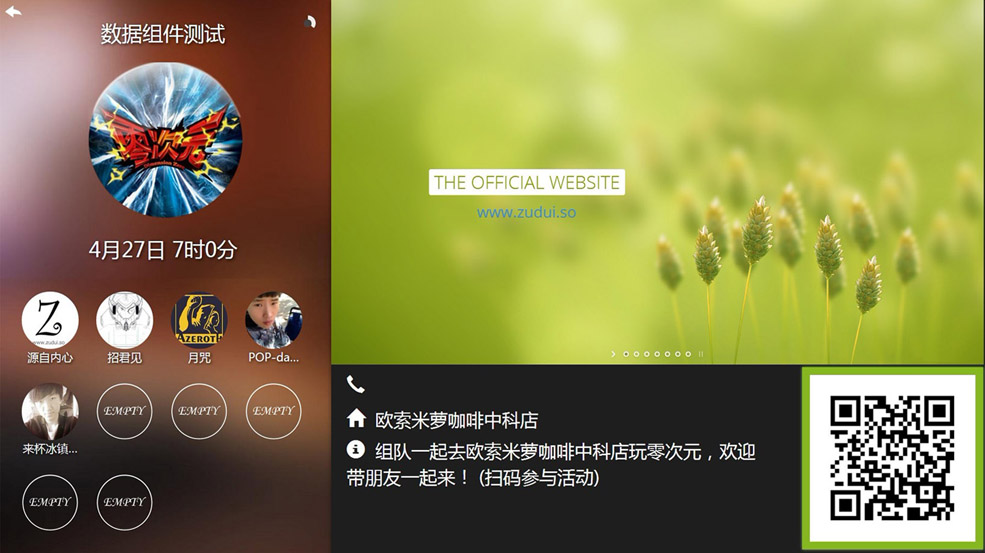 数据组件测试
零次元
4月27日 7时0分
Z
www.zudui.so
源自内心
招君见
AZEROTH
月咒
POP-da...
来杯冰镇...
EMPTY
EMPTY
EMPTY
EMPTY
EMPTY
THE OFFICIAL WEBSITE
www.zudui.so
欧索米萝咖啡中科店
组队一起去欧索米萝咖啡中科店玩零次元，欢迎
带朋友一起来！ (扫码参与活动)